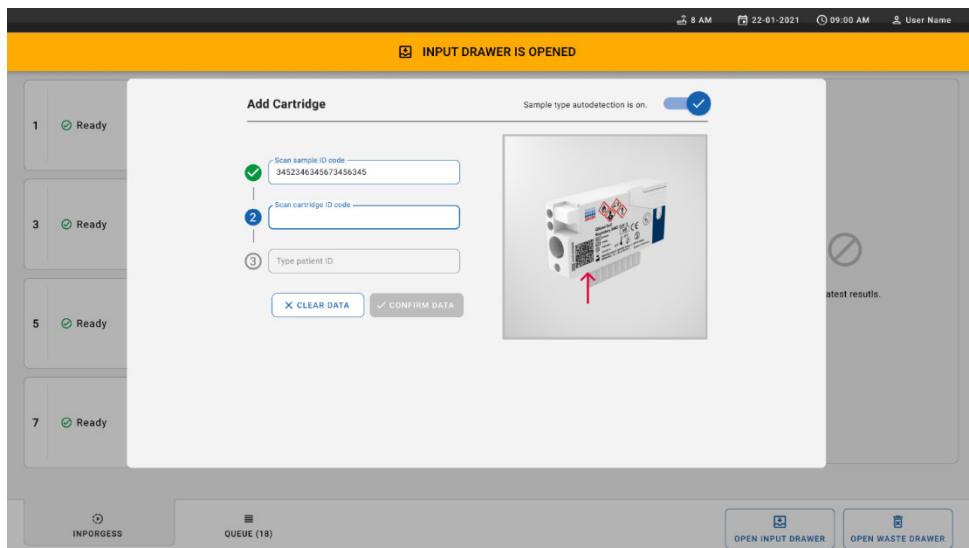 8 AM 22-01-2021 09:00 AM User Name
INPUT DRAWER IS OPENED
Add Cartridge
Sample type autodetection is on.
1 Ready
Scan sample ID code
3452346345673456345
2 Scan cartridge ID code
3 Ready
3 Type patient ID
CLEAR DATA CONFIRM DATA
atest resutls.
5 Ready
7 Ready
INPORGESS
QUEUE (18)
OPEN INPUT DRAWER
OPEN WASTE DRAWER